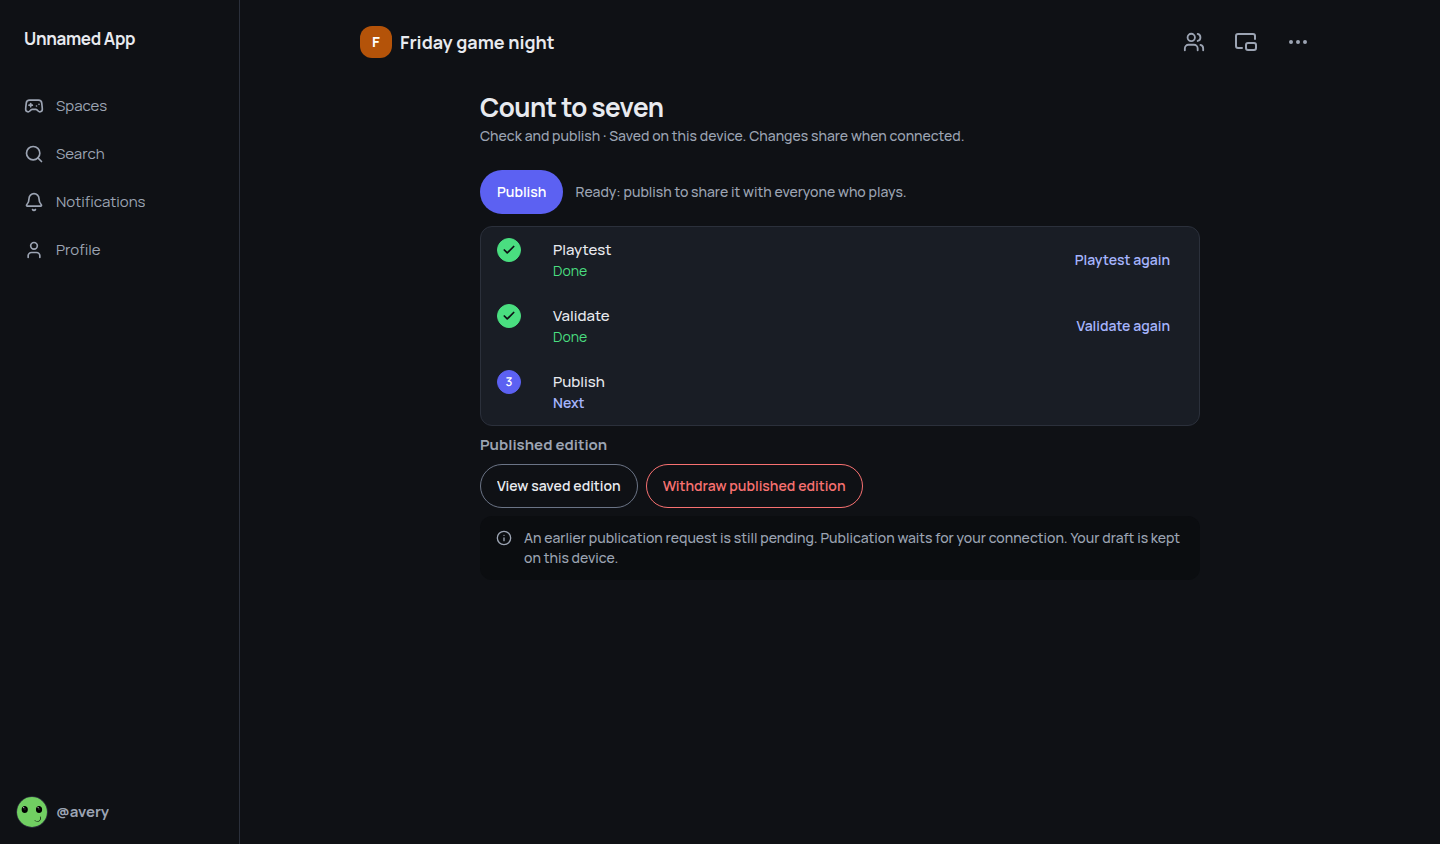 Unnamed App
Spaces
Search
Notifications
Profile
@avery
F
Friday game night
Count to seven
Check and publish · Saved on this device. Changes share when connected.
Publish
Ready: publish to share it with everyone who plays.
Playtest
Done
Playtest again
Validate
Done
Validate again
3
Publish
Next
Published edition
View saved edition
Withdraw published edition
An earlier publication request is still pending. Publication waits for your connection. Your draft is kept
on this device.